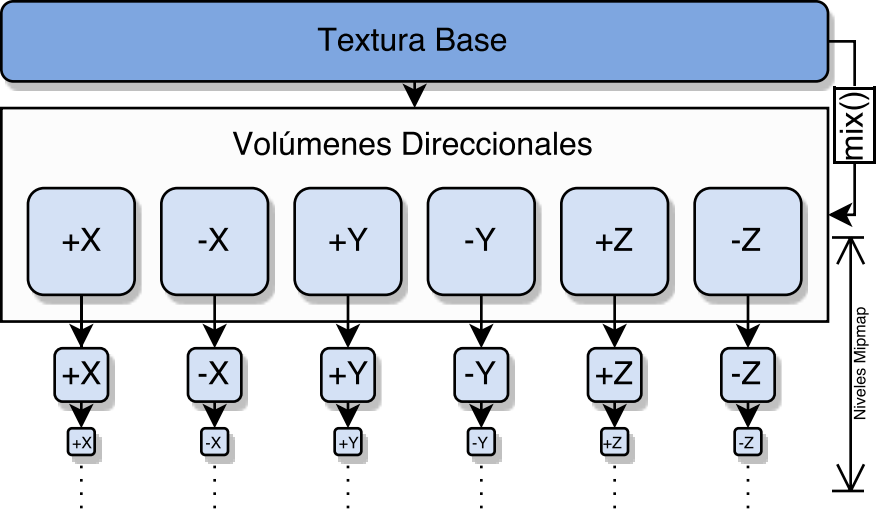 Textura Base
mix()
Volúmenes Direccionales
+X -X +Y -Y +Z -Z
+X -X +Y -Y +Z -Z
+X -X +Y -Y +Z -Z
Niveles Mipmap